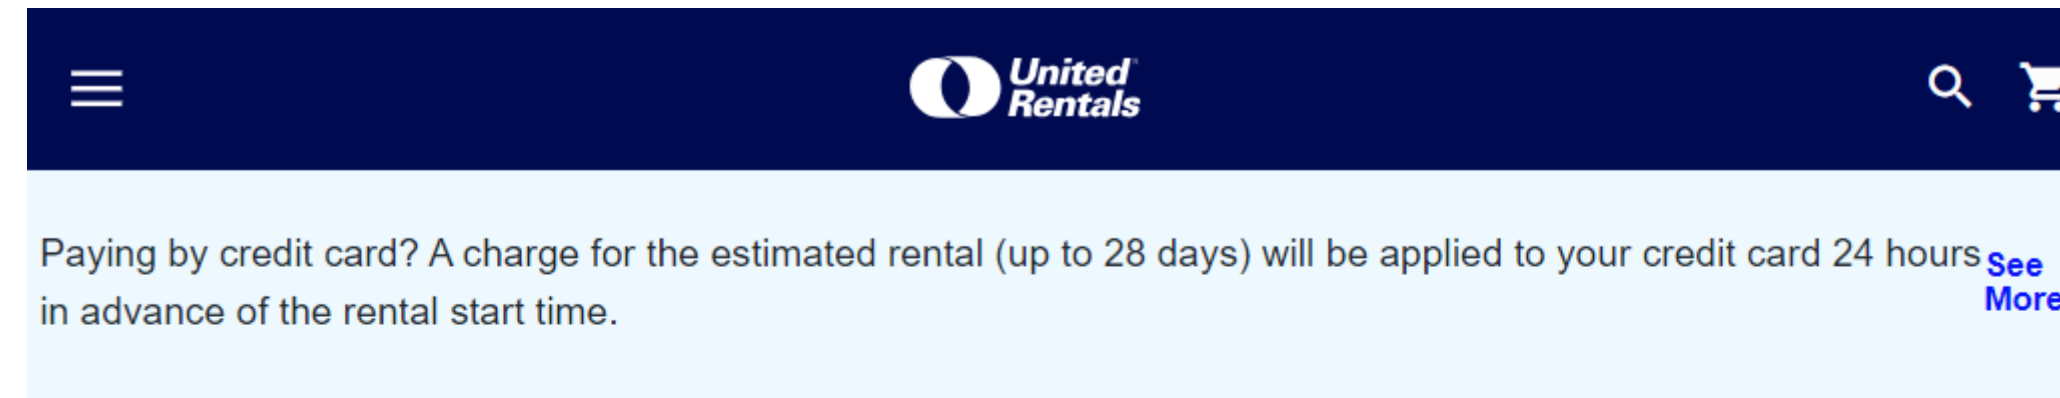 United
Rentals
Paying by credit card? A charge for the estimated rental (up to 28 days) will be applied to your credit card 24 hours
in advance of the rental start time.
See
More